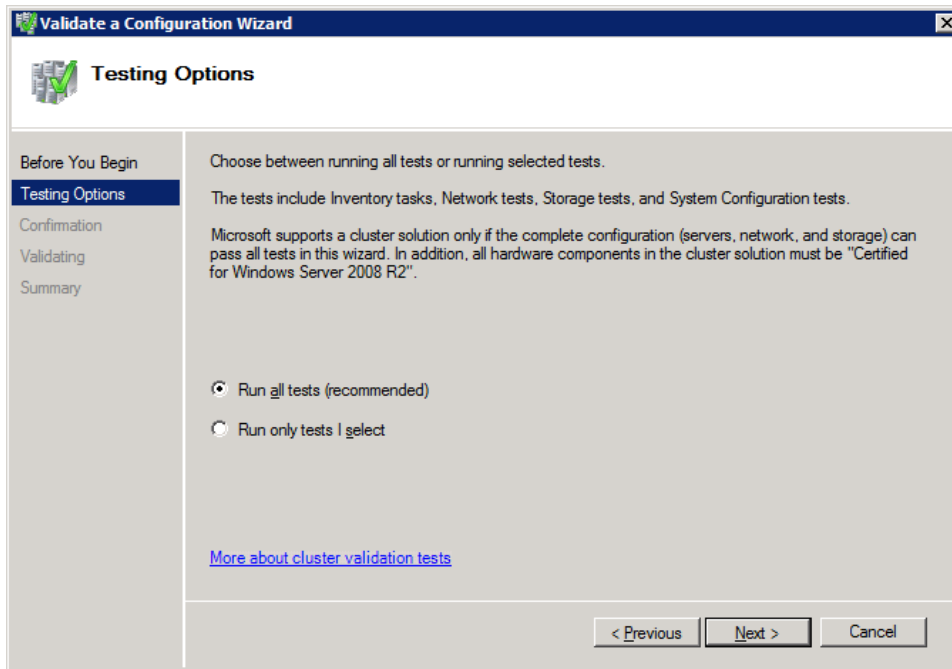 Validate a Configuration Wizard
Testing Options
Before You Begin
Testing Options
Confirmation
Validating
Summary
Choose between running all tests or running selected tests.
The tests include Inventory tasks, Network tests, Storage tests, and System Configuration tests.
Microsoft supports a cluster solution only if the complete configuration (servers, network, and storage) can
pass all tests in this wizard. In addition, all hardware components in the cluster solution must be "Certified
for Windows Server 2008 R2".
Run all tests (recommended)
Run only tests I select
More about cluster validation tests
< Previous
Next >
Cancel